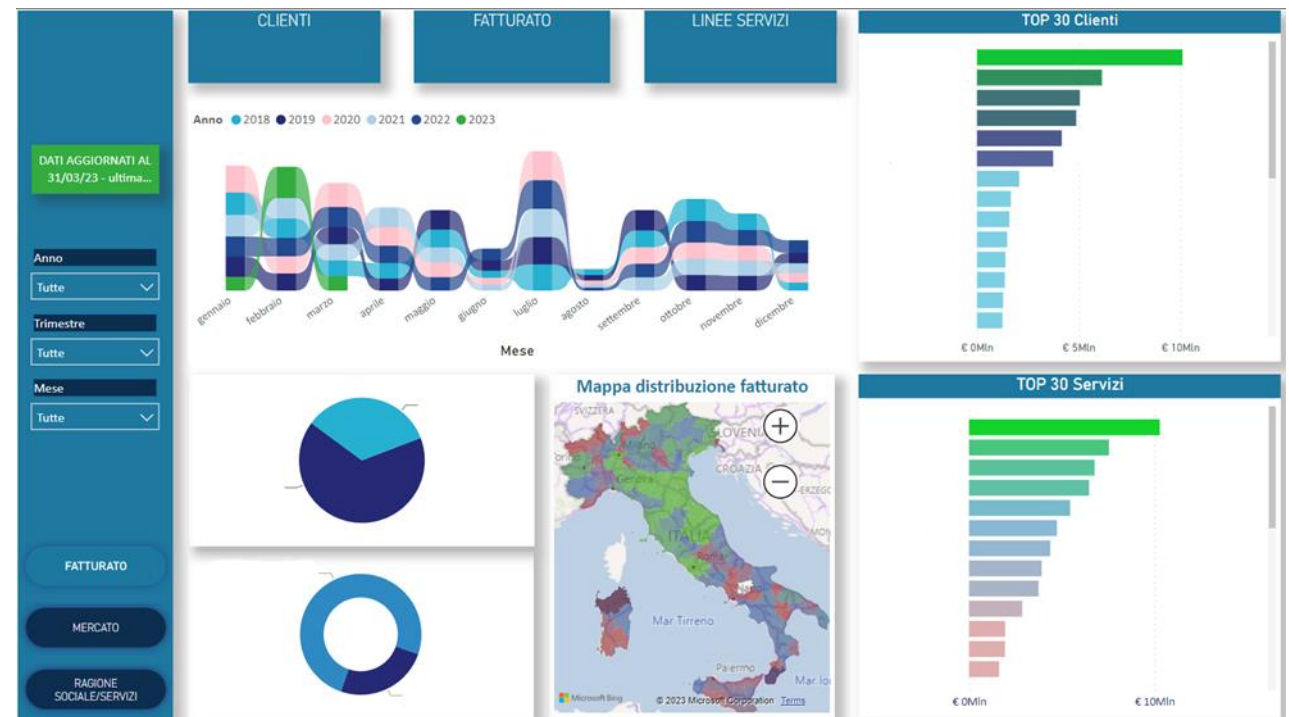 CLIENTI
FATTURATO
LINEE SERVIZI
TOP 30 Clienti
Anno 2018 2019 2020 2021 2022 2023
DATI AGGIORNATI AL
31/03/23 - ultima...
Anno
Tutte
Trimestre
Tutte
Mese
Tutte
gennaio
febbraio
marzo
aprile
maggio
giugno
luglio
agosto
settembre
ottobre
novembre
dicembre
Mese
€ 0Mln
€ 5Mln
€ 10Mln
FATTURATO
MERCATO
RAGIONE
SOCIALE/SERVIZI
Mappa distribuzione fatturato
SVIZZERA
SLOVENI
Milano
CROAZIA
Genova
ITALIA
Roma
Mar Tirreno
Palermo
Microsoft Bing
© 2023 Microsoft Corporation Terms
TOP 30 Servizi
€ 0Mln
€ 10Mln